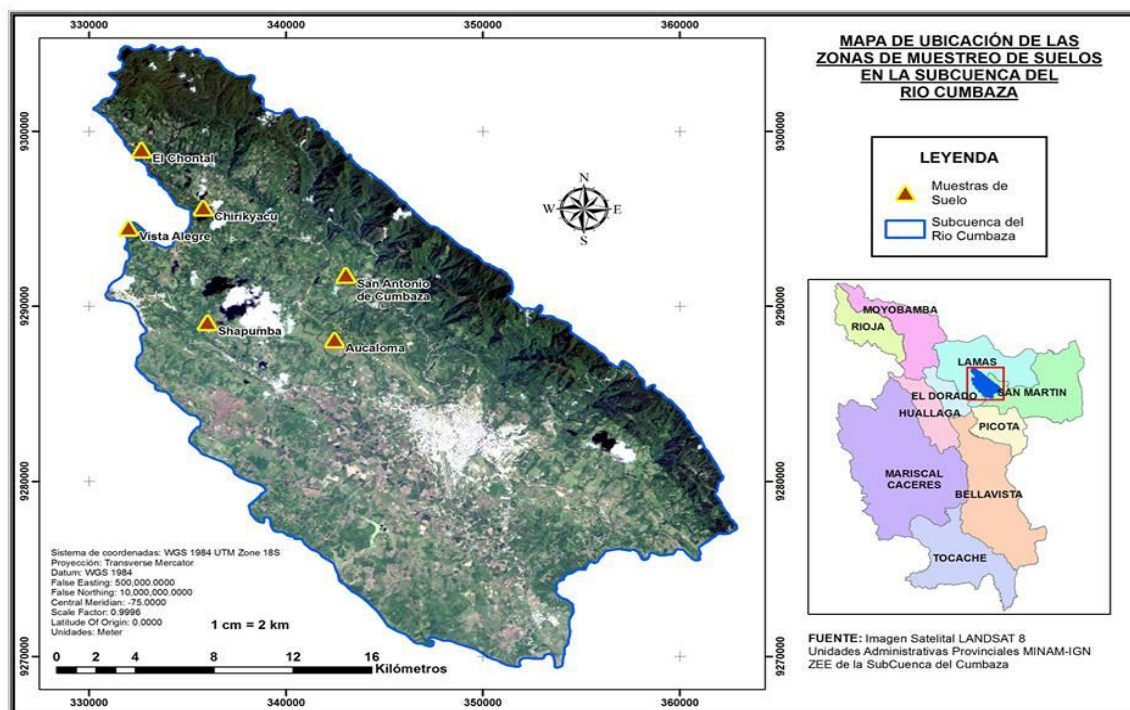 330000 340000 350000 360000
MAPA DE UBICACIÓN DE LAS
ZONAS DE MUESTREO DE SUELOS
EN LA SUBCUENCA DEL
RIO CUMBAZA
9300000
9300000
El Chontal
Chirikyacu
Vista Alegre
San Antonio
de Cumbaza
Shapumba
Aucaloma
N
W E
S
9290000
9290000
9280000
9280000
9270000
9270000
LEYENDA
Muestras de
Suelo
Subcuenca del
Rio Cumbaza
MOYOBAMBA
RIOJA
LAMAS
SAN MARTIN
EL DORADO
HUALLAGA
PICOTA
MARISCAL
CACERES
BELLAVISTA
TOCACHE
Sistema de coordenadas: WGS 1984 UTM Zone 18S
Proyección: Transverse Mercator
Datum: WGS 1984
False Easting: 500,000.0000
False Northing: 10,000,000.0000
Central Meridian: -75.0000
Scale Factor: 0.9996
Latitude Of Origin: 0.0000
Unidades: Meter
1 cm = 2 km
0 2 4 8 12 16
Kilómetros
FUENTE: Imagen Satelital LANDSAT 8
Unidades Administrativas Provinciales MINAM-IGN
ZEE de la SubCuenca del Cumbaza
330000 340000 350000 360000